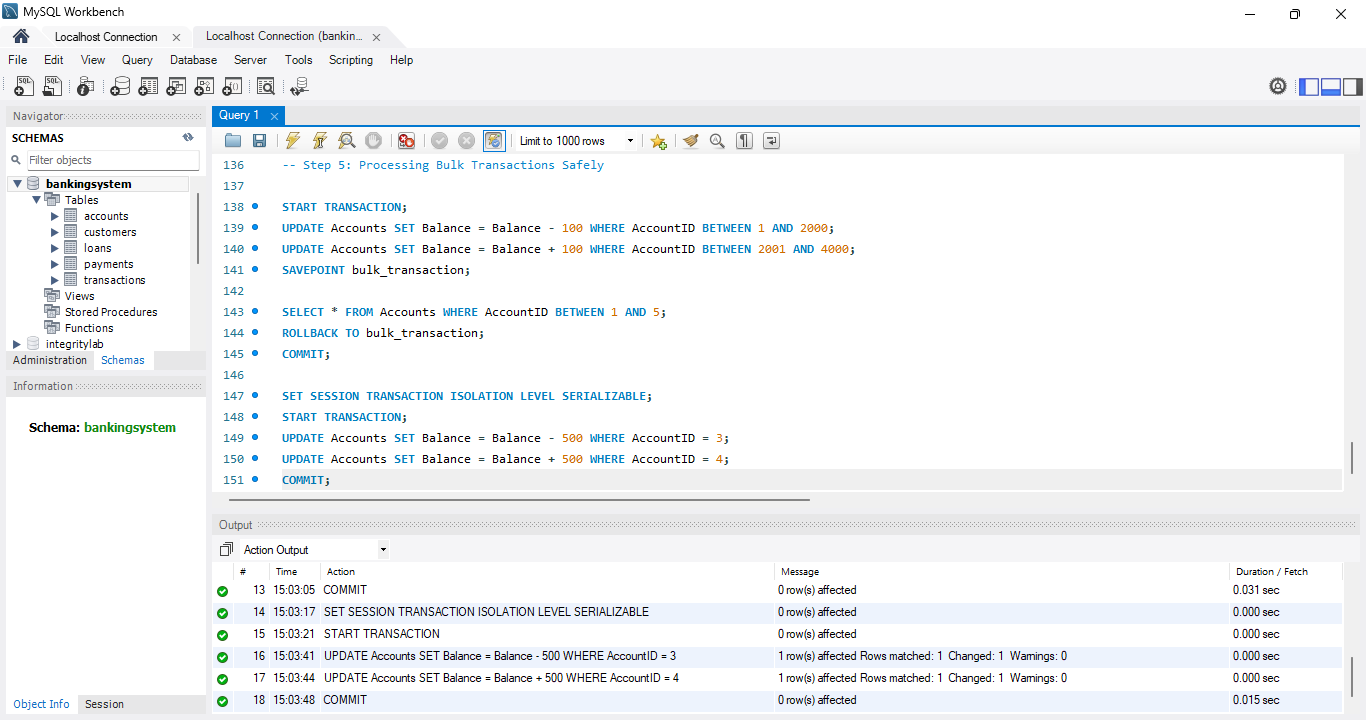 MySQL Workbench
Localhost Connection
Localhost Connection (bankin...
File Edit View Query Database Server Tools Scripting Help
Navigator
SCHEMAS
Filter objects
bankingsystem
Tables
accounts
customers
loans
payments
transactions
Views
Stored Procedures
Functions
integritylab
Administration Schemas
Information
Schema: bankingsystem
Object Info Session
Query 1
Limit to 1000 rows
136 -- Step 5: Processing Bulk Transactions Safely
137
138 START TRANSACTION;
139 UPDATE Accounts SET Balance = Balance - 100 WHERE AccountID BETWEEN 1 AND 2000;
140 UPDATE Accounts SET Balance = Balance + 100 WHERE AccountID BETWEEN 2001 AND 4000;
141 SAVEPOINT bulk_transaction;
142
143 SELECT * FROM Accounts WHERE AccountID BETWEEN 1 AND 5;
144 ROLLBACK TO bulk_transaction;
145 COMMIT;
146
147 SET SESSION TRANSACTION ISOLATION LEVEL SERIALIZABLE;
148 START TRANSACTION;
149 UPDATE Accounts SET Balance = Balance - 500 WHERE AccountID = 3;
150 UPDATE Accounts SET Balance = Balance + 500 WHERE AccountID = 4;
151 COMMIT;
Output
Action Output
# Time Action Message Duration / Fetch
13 15:03:05 COMMIT 0 row(s) affected 0.031 sec
14 15:03:17 SET SESSION TRANSACTION ISOLATION LEVEL SERIALIZABLE 0 row(s) affected 0.000 sec
15 15:03:21 START TRANSACTION 0 row(s) affected 0.000 sec
16 15:03:41 UPDATE Accounts SET Balance = Balance - 500 WHERE AccountID = 3 1 row(s) affected Rows matched: 1 Changed: 1 Warnings: 0 0.000 sec
17 15:03:44 UPDATE Accounts SET Balance = Balance + 500 WHERE AccountID = 4 1 row(s) affected Rows matched: 1 Changed: 1 Warnings: 0 0.000 sec
18 15:03:48 COMMIT 0 row(s) affected 0.015 sec